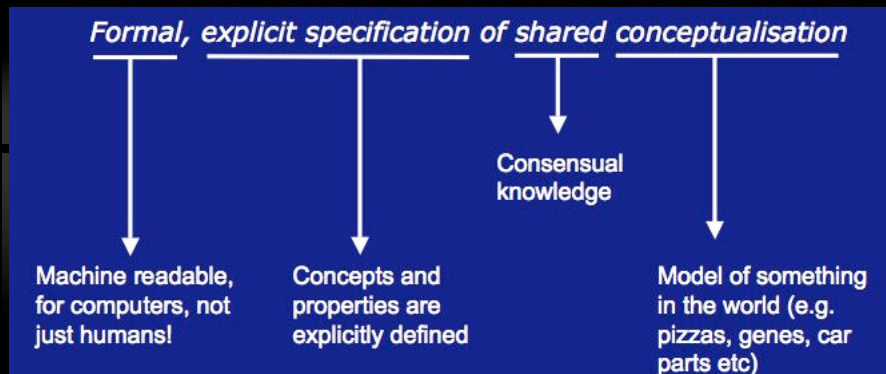 Formal, explicit specification of shared conceptualisation
Consensual
knowledge
Machine readable,
for computers, not
just humans!
Concepts and
properties are
explicitly defined
Model of something
in the world (e.g.
pizzas, genes, car
parts etc)